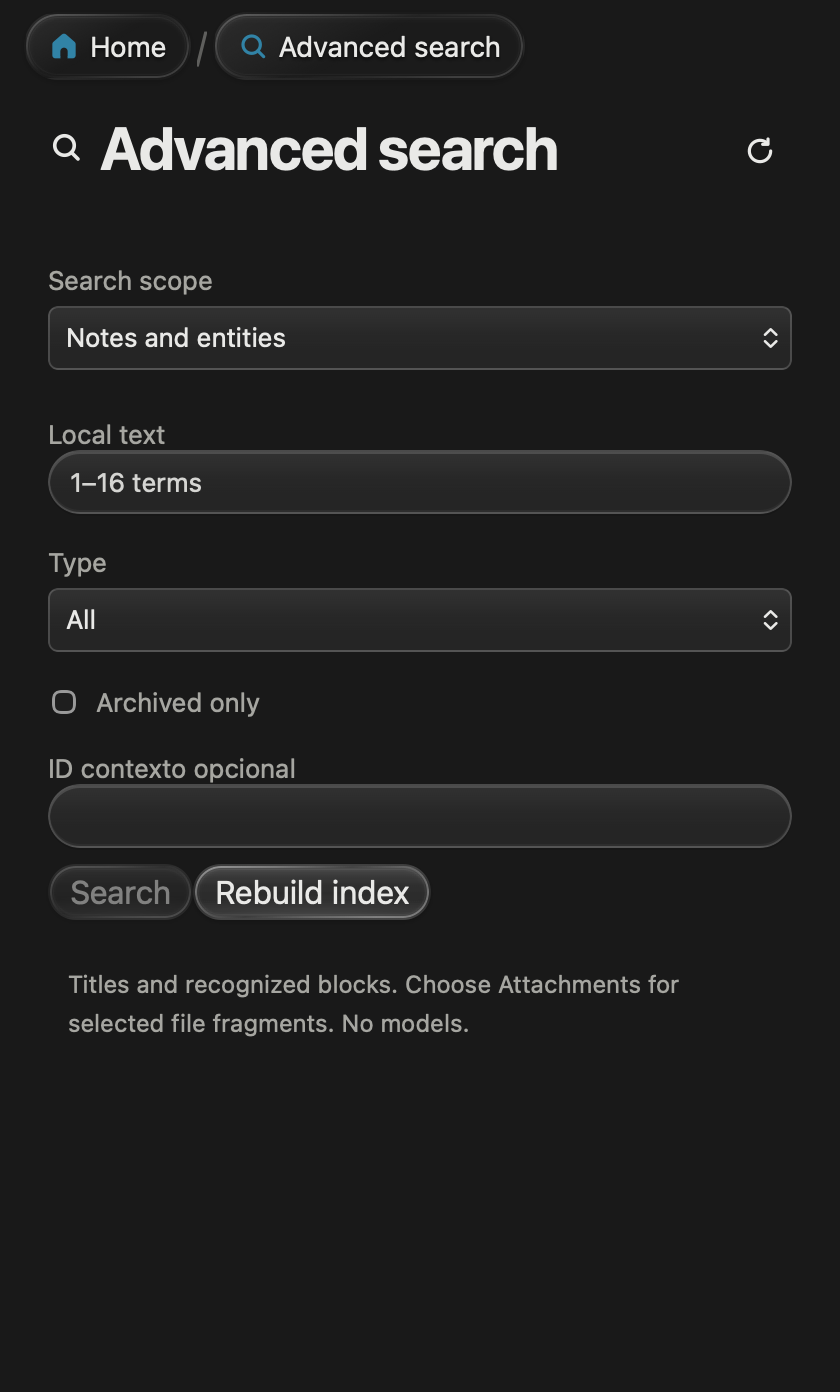 Home / Advanced search
Advanced search
Search scope
Notes and entities
Local text
1–16 terms
Type
All
Archived only
ID contexto opcional
Search Rebuild index
Titles and recognized blocks. Choose Attachments for
selected file fragments. No models.